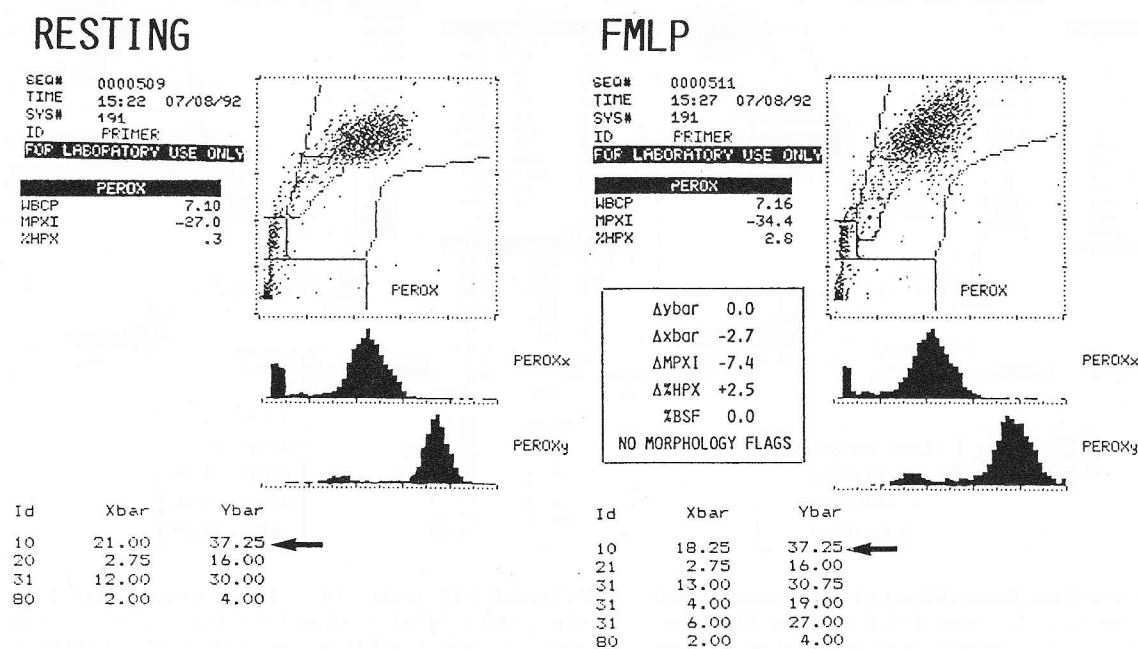 RESTING
SEQ# 0000509
TIME 15:22 07/08/92
SYS# 191
ID PRIMER
FOR LABORATORY USE ONLY
PEROX
WBCP 7.10
MPXI -27.0
%HPX .3
PEROX
PEROXx
PEROXy
Id Xbar Ybar
10 21.00 37.25
20 2.75 16.00
31 12.00 30.00
80 2.00 4.00
FMLP
SEQ# 0000511
TIME 15:27 07/08/92
SYS# 191
ID PRIMER
FOR LABORATORY USE ONLY
PEROX
WBCP 7.16
MPXI -34.4
%HPX 2.8
PEROX
Δybar 0.0
Δxbar -2.7
ΔMPXI -7.4
Δ%HPX +2.5
%BSF 0.0
NO MORPHOLOGY FLAGS
PEROXx
PEROXy
Id Xbar Ybar
10 18.25 37.25
21 2.75 16.00
31 13.00 30.75
31 4.00 19.00
31 6.00 27.00
80 2.00 4.00